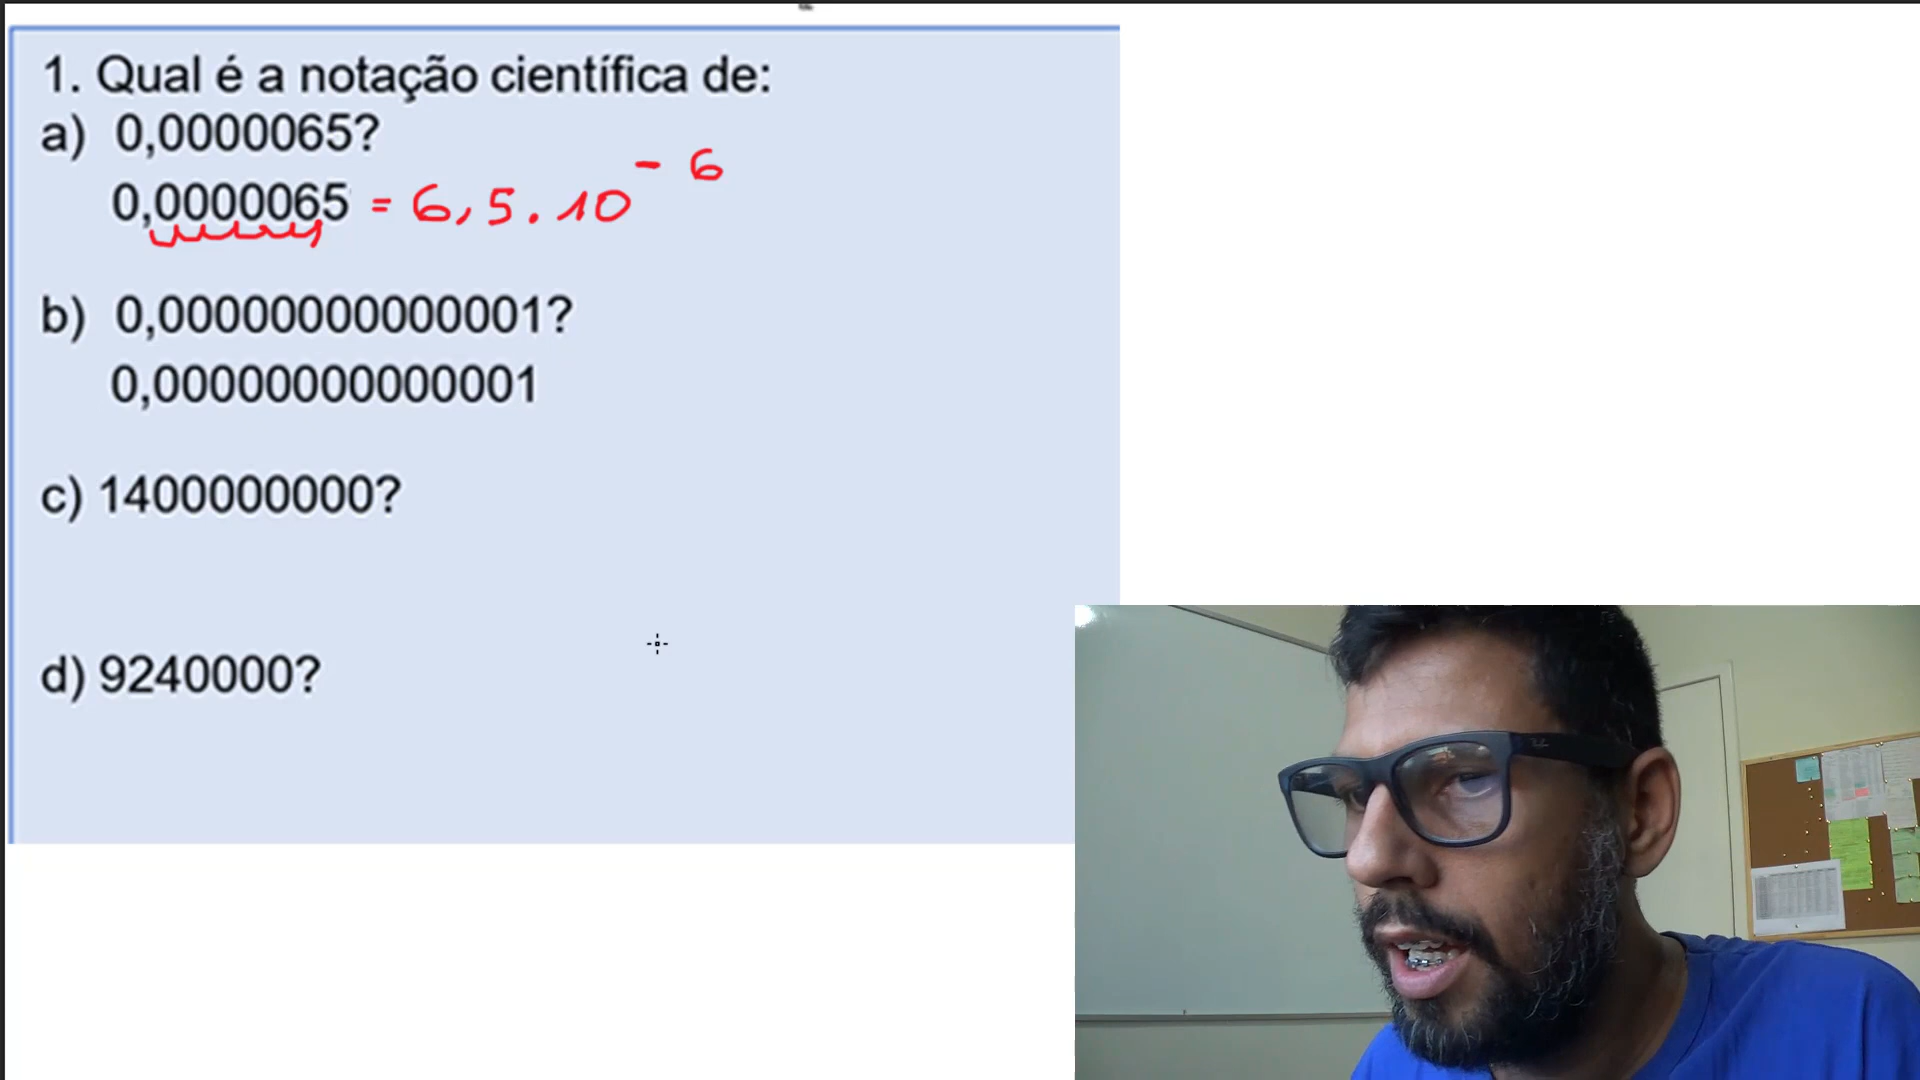 1. Qual é a notação científica de:
a) 0,0000065?
0,0000065 = 6,5 . 10⁻⁶
b) 0,00000000000001?
0,00000000000001
c) 1400000000?
d) 9240000?